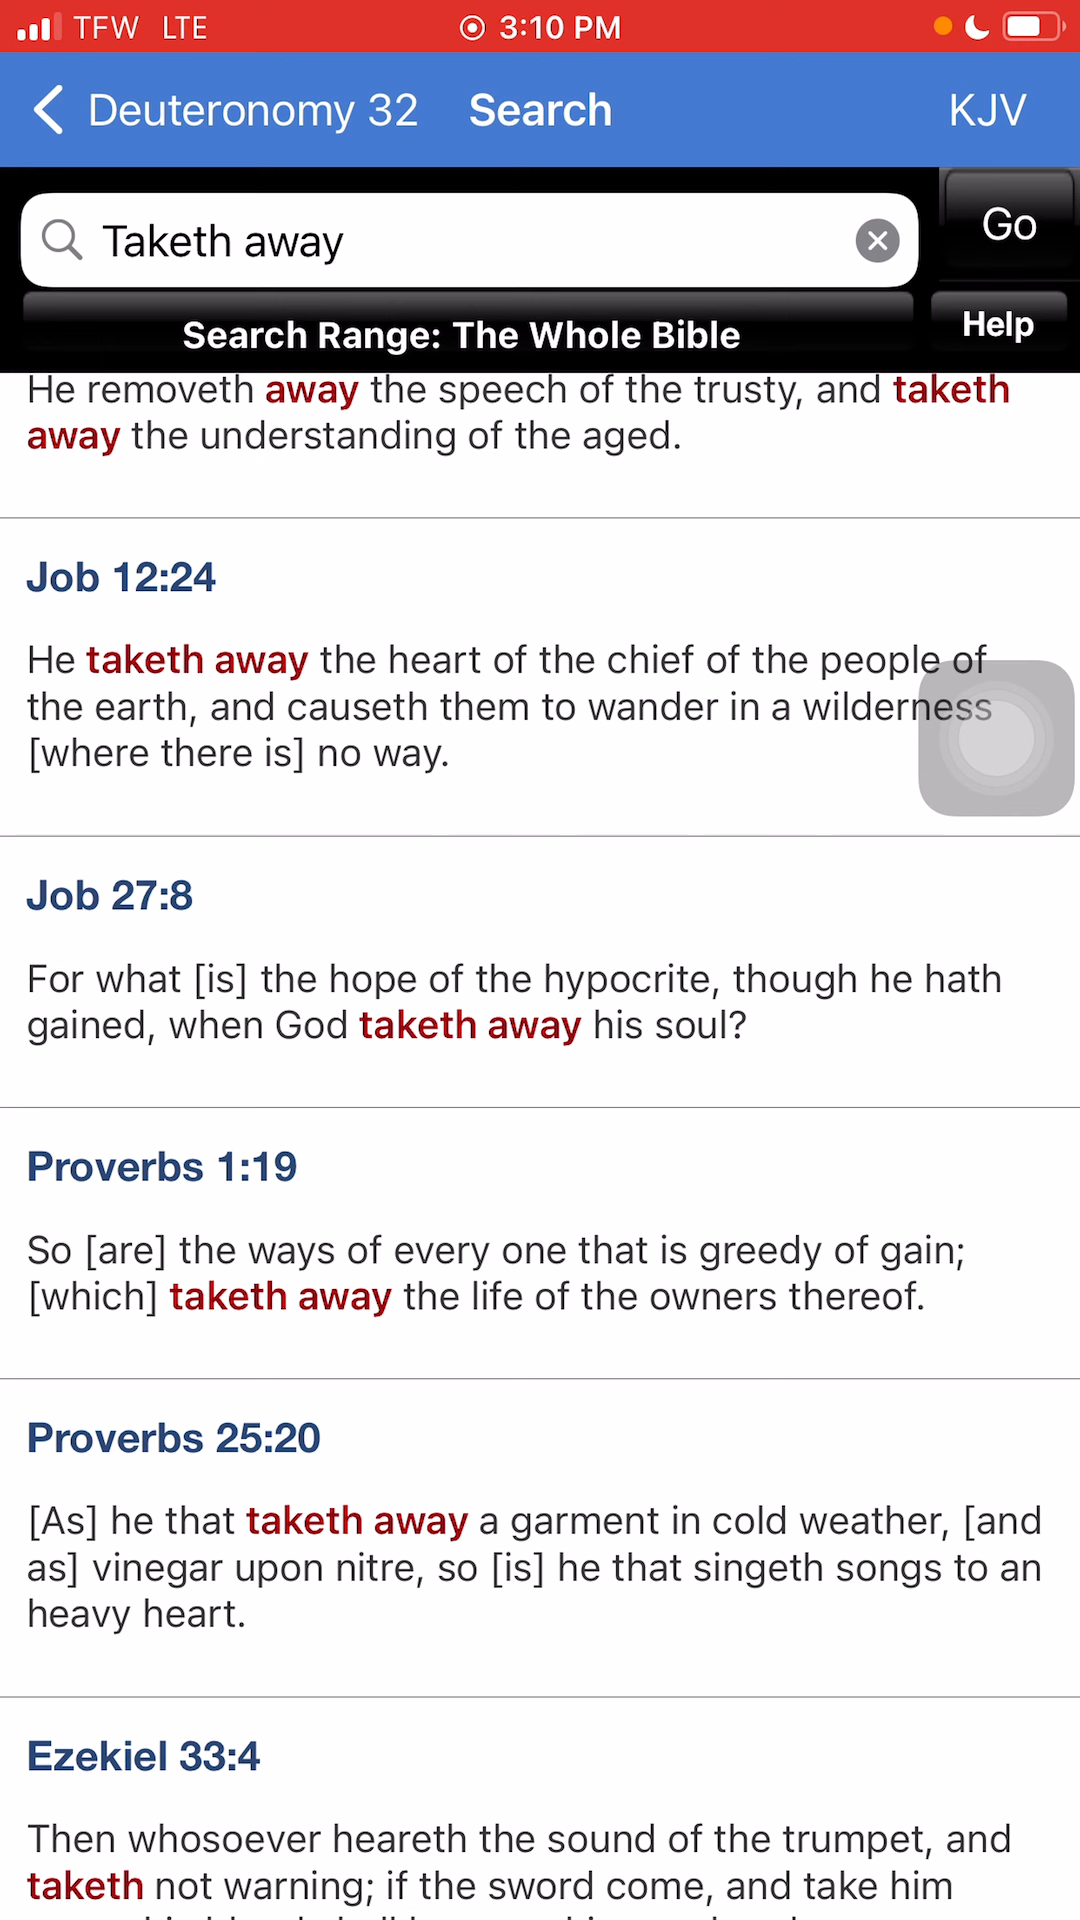 TFW LTE 3:10 PM
Deuteronomy 32 Search KJV
Taketh away
Go
Search Range: The Whole Bible
Help
He removeth away the speech of the trusty, and taketh
away the understanding of the aged.
Job 12:24
He taketh away the heart of the chief of the people of
the earth, and causeth them to wander in a wilderness
[where there is] no way.
Job 27:8
For what [is] the hope of the hypocrite, though he hath
gained, when God taketh away his soul?
Proverbs 1:19
So [are] the ways of every one that is greedy of gain;
[which] taketh away the life of the owners thereof.
Proverbs 25:20
[As] he that taketh away a garment in cold weather, [and
as] vinegar upon nitre, so [is] he that singeth songs to an
heavy heart.
Ezekiel 33:4
Then whosoever heareth the sound of the trumpet, and
taketh not warning; if the sword come, and take him